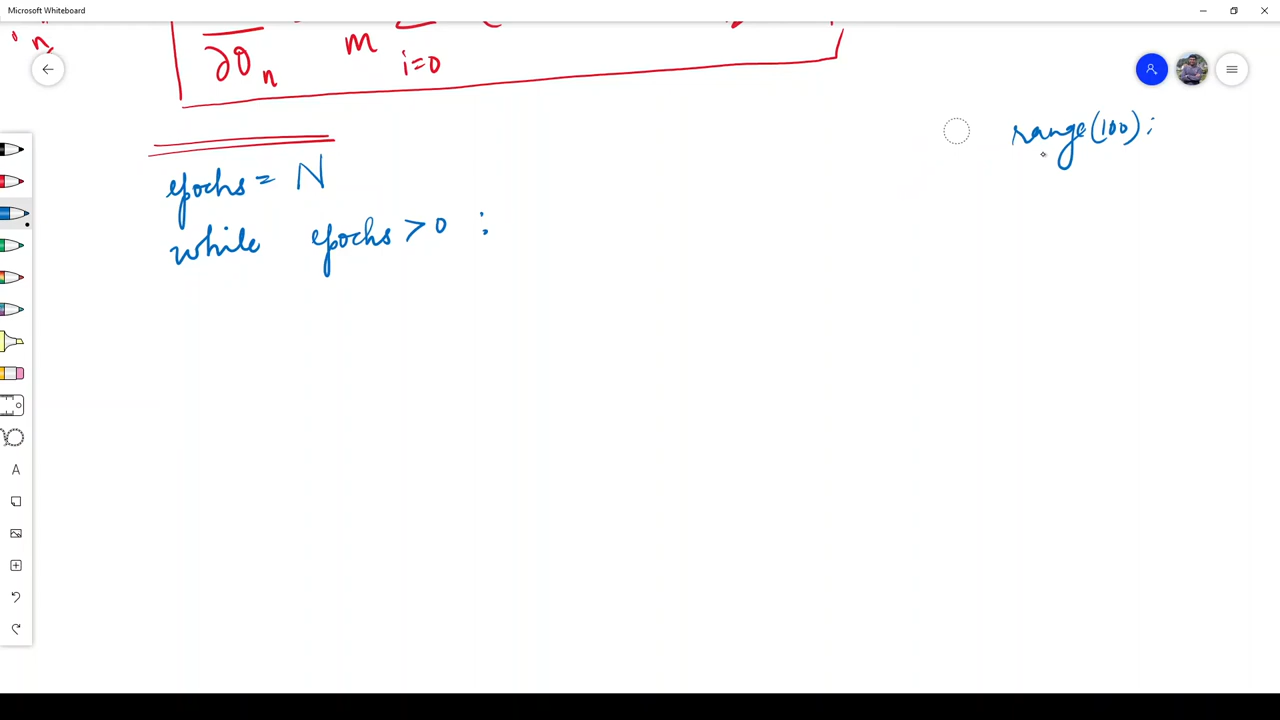 Microsoft Whiteboard
n
∂θn m i=0
range(100):
epochs = N
while epochs > 0 :
A